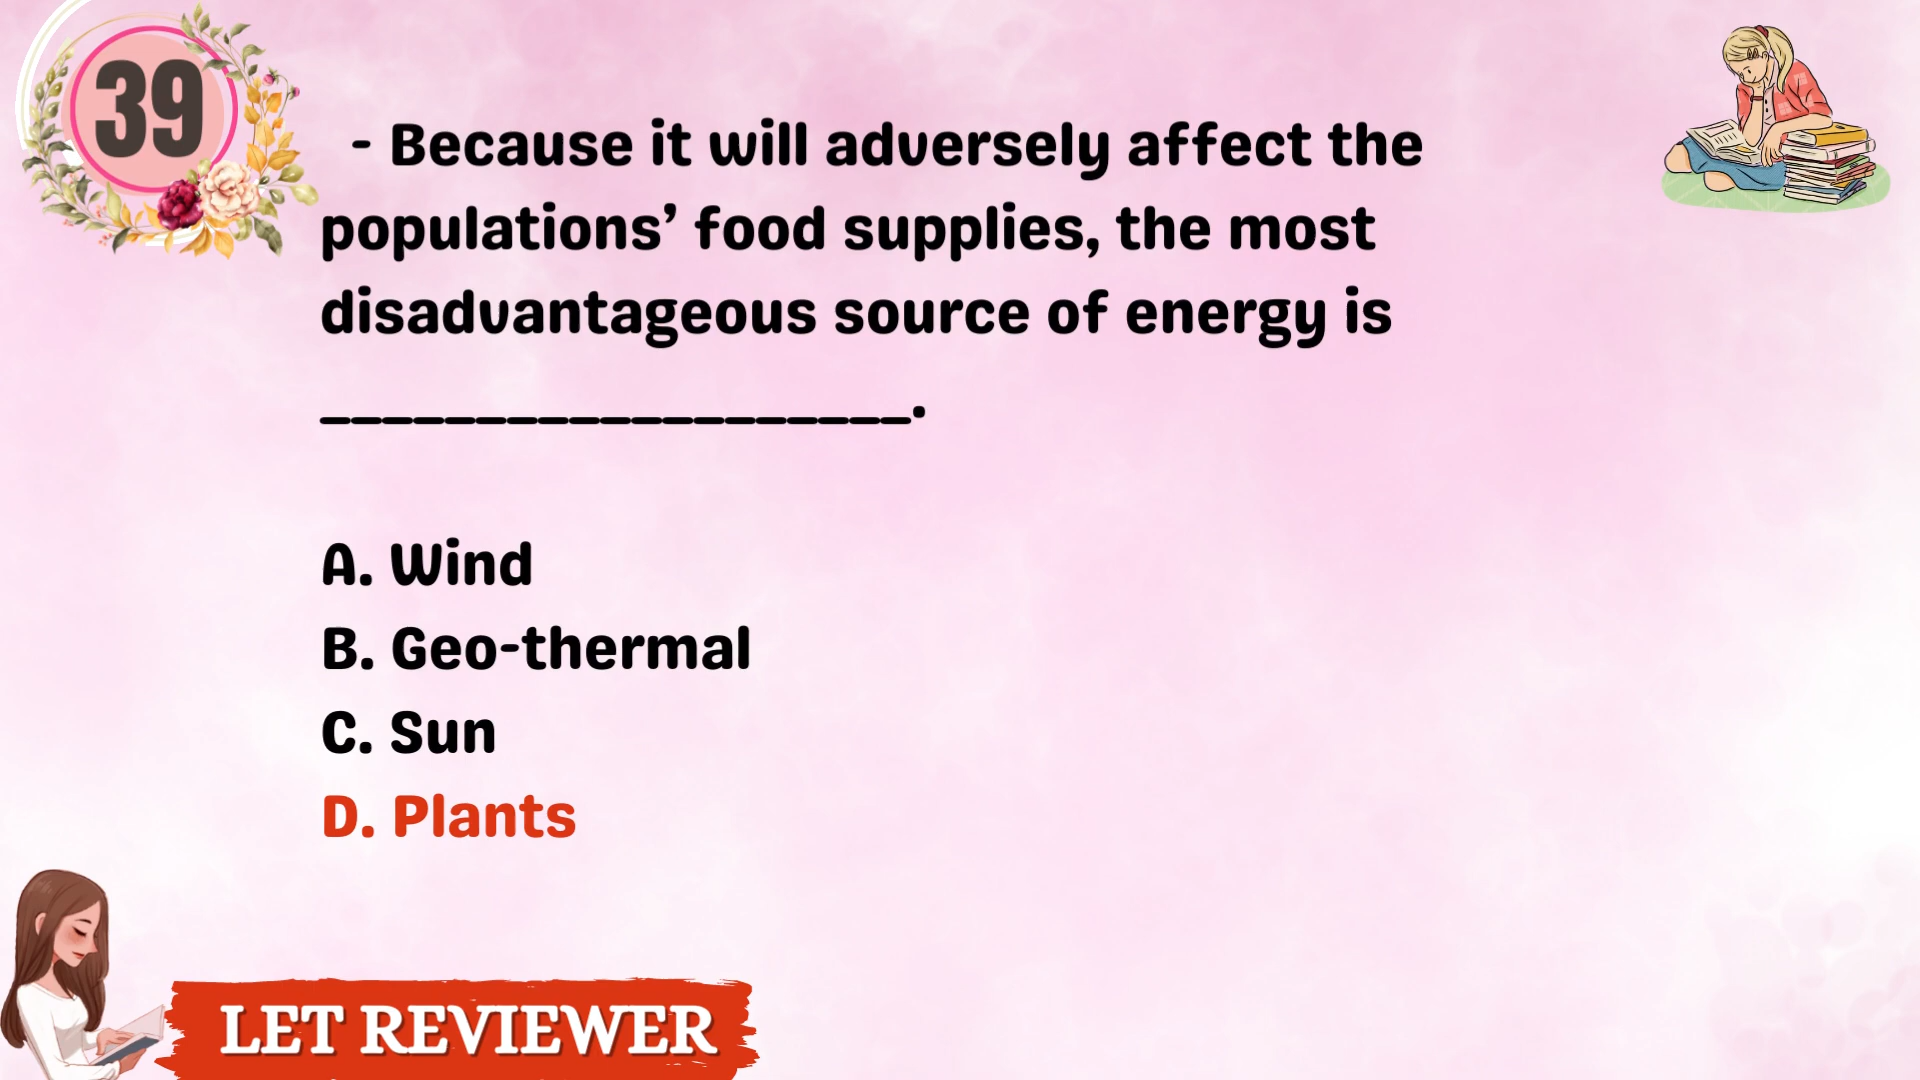 39
- Because it will adversely affect the
populations’ food supplies, the most
disadvantageous source of energy is
___________________.
A. Wind
B. Geo-thermal
C. Sun
D. Plants
LET REVIEWER